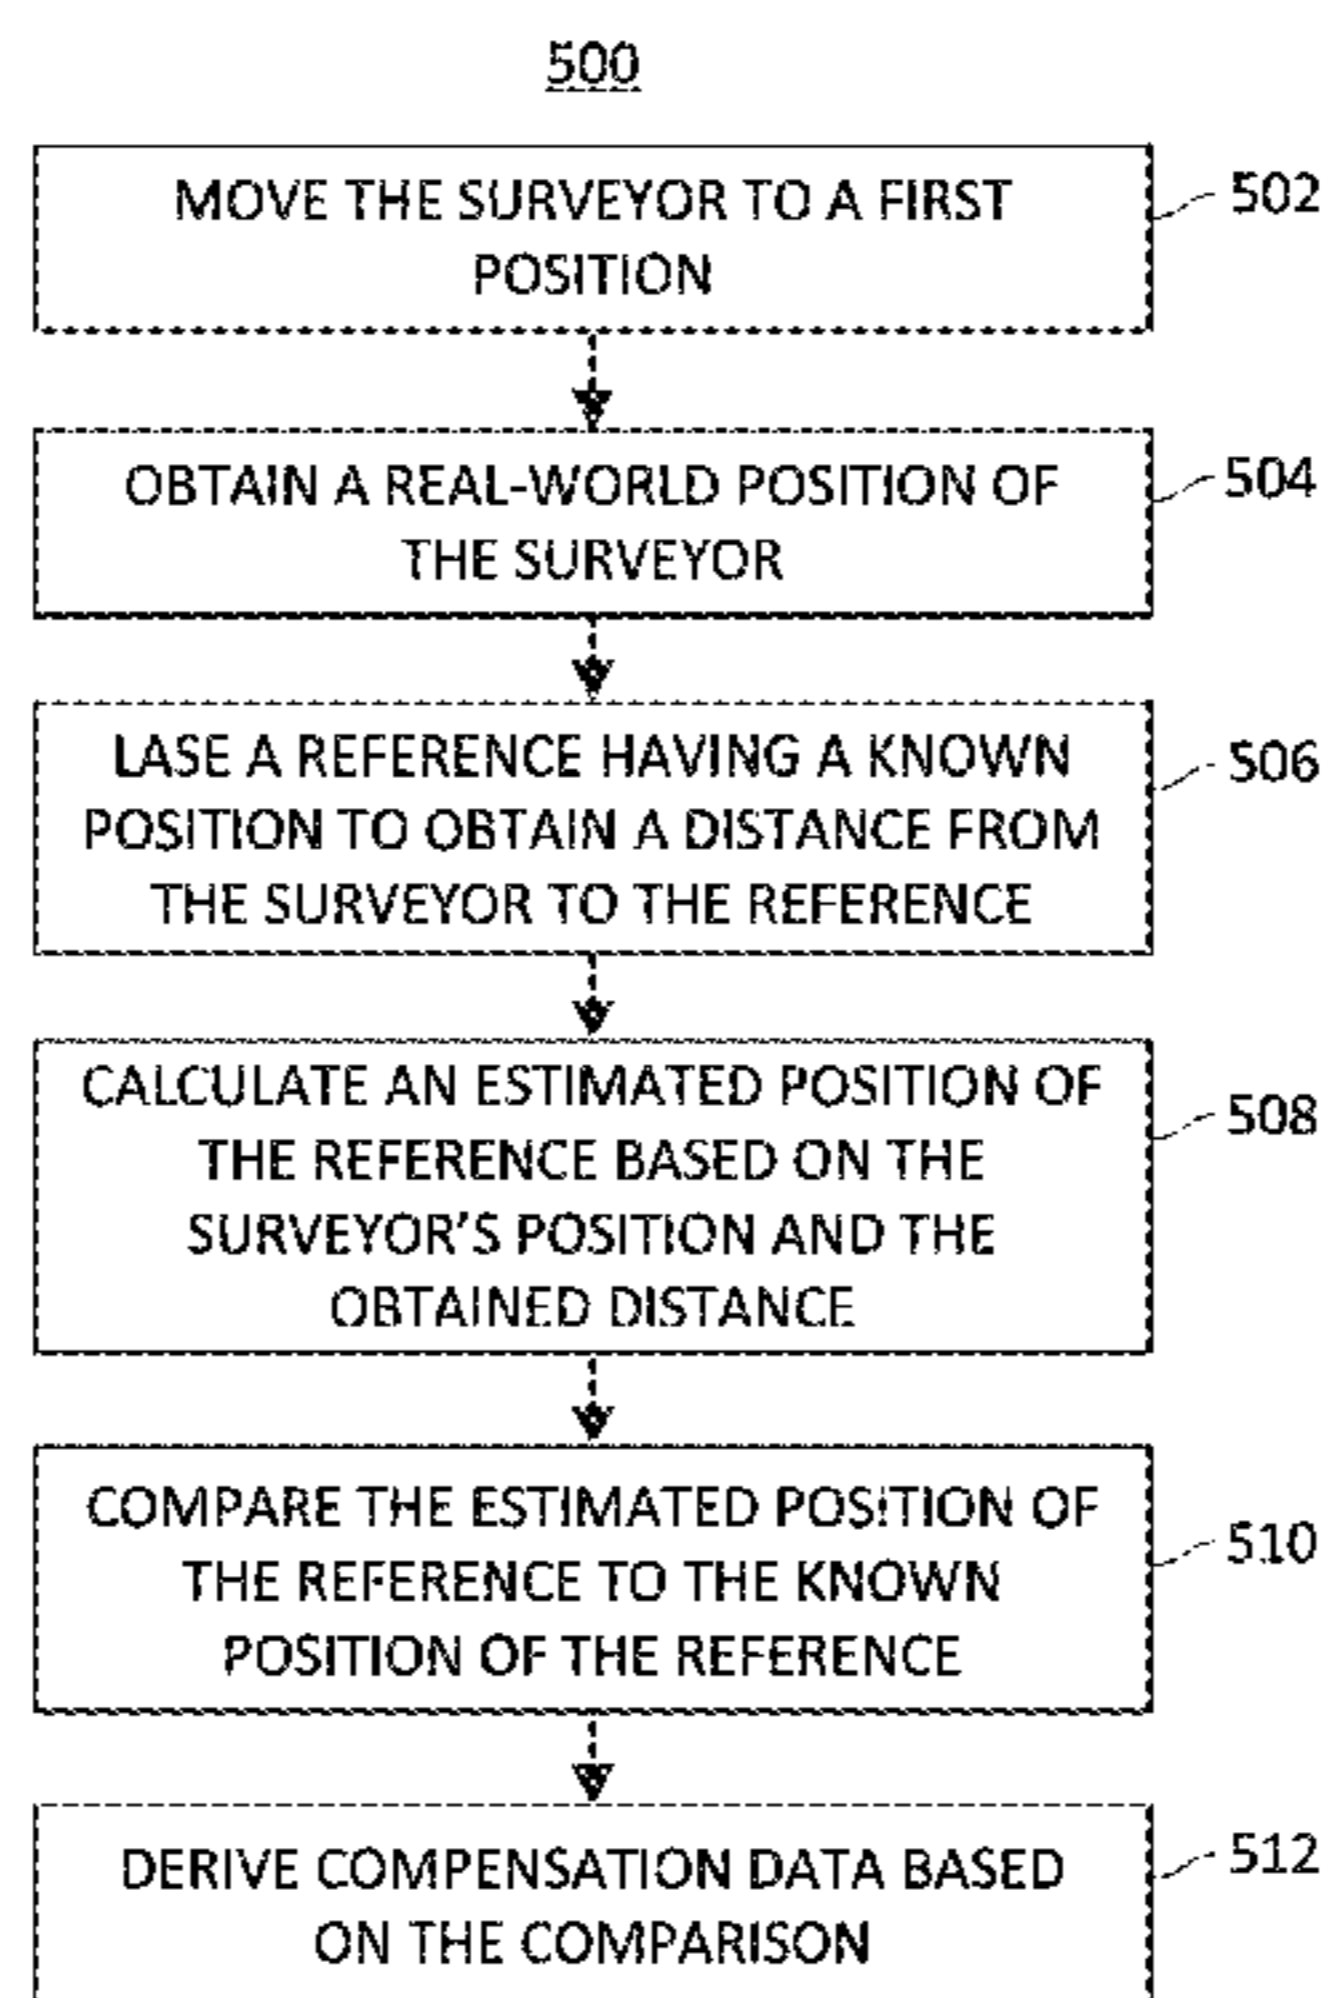 500
MOVE THE SURVEYOR TO A FIRST
POSITION
502
OBTAIN A REAL-WORLD POSITION OF
THE SURVEYOR
504
LASE A REFERENCE HAVING A KNOWN
POSITION TO OBTAIN A DISTANCE FROM
THE SURVEYOR TO THE REFERENCE
506
CALCULATE AN ESTIMATED POSITION OF
THE REFERENCE BASED ON THE
SURVEYOR'S POSITION AND THE
OBTAINED DISTANCE
508
COMPARE THE ESTIMATED POSITION OF
THE REFERENCE TO THE KNOWN
POSITION OF THE REFERENCE
510
DERIVE COMPENSATION DATA BASED
ON THE COMPARISON
512